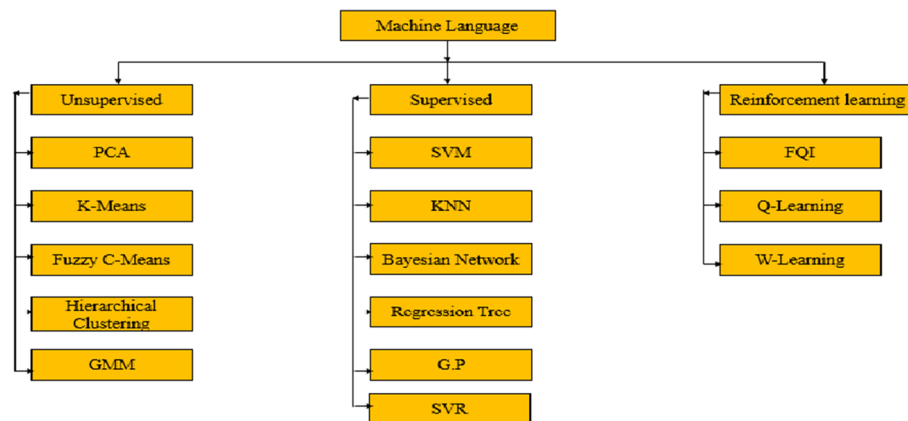 Machine Language
Unsupervised
PCA
K-Means
Fuzzy C-Means
Hierarchical
Clustering
GMM
Supervised
SVM
KNN
Bayesian Network
Regression Tree
G.P
SVR
Reinforcement learning
FQI
Q-Learning
W-Learning